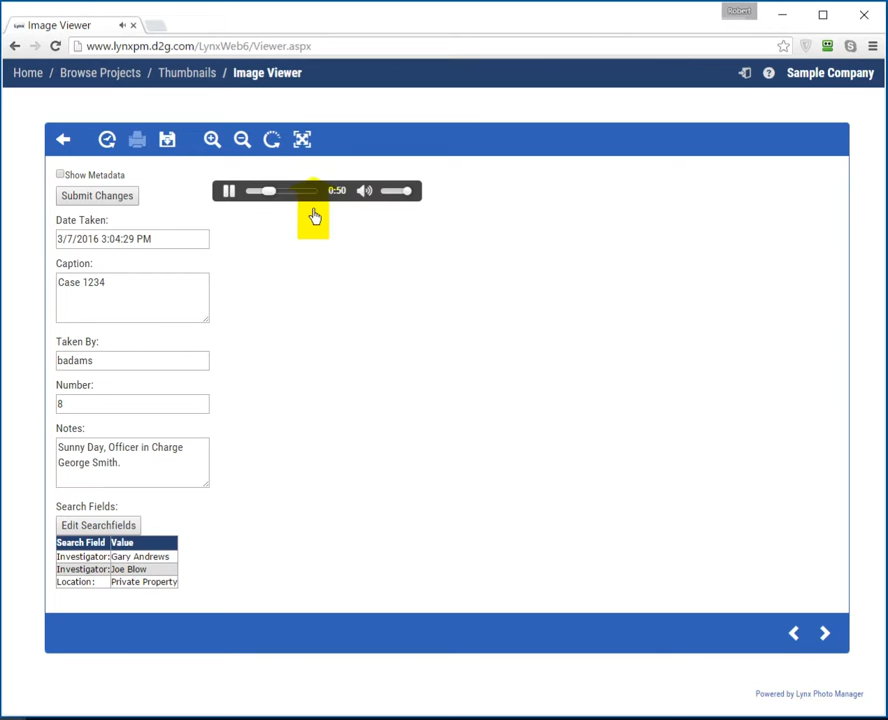 Robert
Lynx Image Viewer
www.lynxpm.d2g.com/LynxWeb6/Viewer.aspx
Home / Browse Projects / Thumbnails / Image Viewer
Sample Company
Show Metadata
Submit Changes
0:50
Date Taken:
3/7/2016 3:04:29 PM
Caption:
Case 1234
Taken By:
badams
Number:
8
Notes:
Sunny Day, Officer in Charge
George Smith.
Search Fields:
Edit Searchfields
Search Field Value
Investigator: Gary Andrews
Investigator: Joe Blow
Location: Private Property
Powered by Lynx Photo Manager